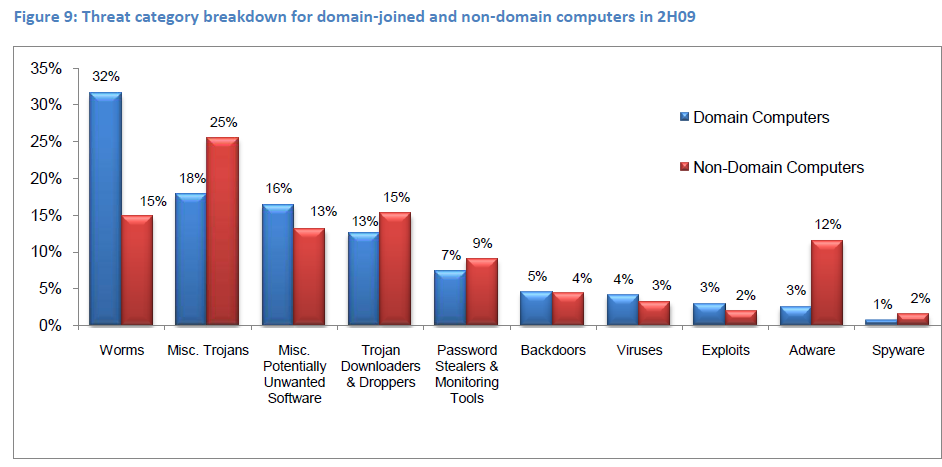 Figure 9: Threat category breakdown for domain-joined and non-domain computers in 2H09
35%
30%
25%
20%
15%
10%
5%
0%
32%
15%
18%
25%
16%
13%
13%
15%
7%
9%
5%
4%
4%
3%
3%
2%
3%
12%
1%
2%
Domain Computers
Non-Domain Computers
Worms
Misc. Trojans
Misc.
Potentially
Unwanted
Software
Trojan
Downloaders
& Droppers
Password
Stealers &
Monitoring
Tools
Backdoors
Viruses
Exploits
Adware
Spyware